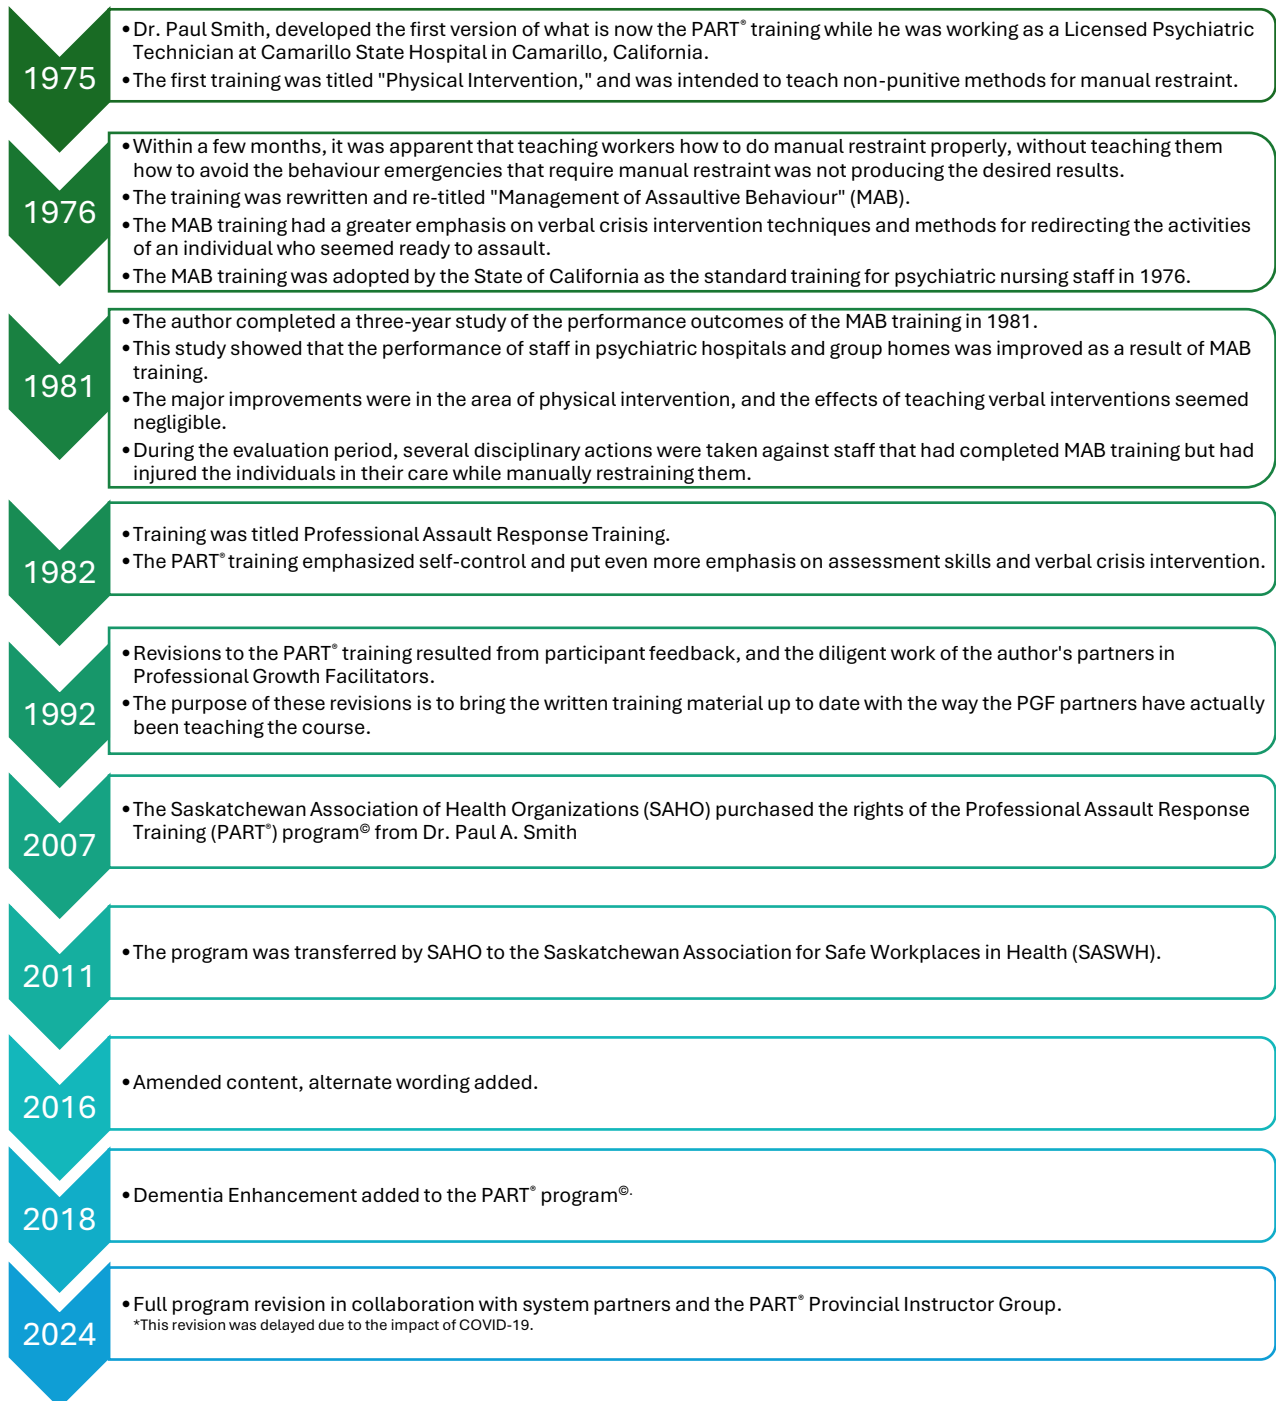 1975
•Dr. Paul Smith, developed the first version of what is now the PART® training while he was working as a Licensed Psychiatric
Technician at Camarillo State Hospital in Camarillo, California.
•The first training was titled "Physical Intervention," and was intended to teach non-punitive methods for manual restraint.
1976
•Within a few months, it was apparent that teaching workers how to do manual restraint properly, without teaching them
how to avoid the behaviour emergencies that require manual restraint was not producing the desired results.
•The training was rewritten and re-titled "Management of Assaultive Behaviour" (MAB).
•The MAB training had a greater emphasis on verbal crisis intervention techniques and methods for redirecting the activities
of an individual who seemed ready to assault.
•The MAB training was adopted by the State of California as the standard training for psychiatric nursing staff in 1976.
1981
•The author completed a three-year study of the performance outcomes of the MAB training in 1981.
•This study showed that the performance of staff in psychiatric hospitals and group homes was improved as a result of MAB
training.
•The major improvements were in the area of physical intervention, and the effects of teaching verbal interventions seemed
negligible.
•During the evaluation period, several disciplinary actions were taken against staff that had completed MAB training but had
injured the individuals in their care while manually restraining them.
1982
•Training was titled Professional Assault Response Training.
•The PART® training emphasized self-control and put even more emphasis on assessment skills and verbal crisis intervention.
1992
•Revisions to the PART® training resulted from participant feedback, and the diligent work of the author's partners in
Professional Growth Facilitators.
•The purpose of these revisions is to bring the written training material up to date with the way the PGF partners have actually
been teaching the course.
2007
•The Saskatchewan Association of Health Organizations (SAHO) purchased the rights of the Professional Assault Response
Training (PART®) program© from Dr. Paul A. Smith
2011
•The program was transferred by SAHO to the Saskatchewan Association for Safe Workplaces in Health (SASWH).
2016
•Amended content, alternate wording added.
2018
•Dementia Enhancement added to the PART® program©.
2024
•Full program revision in collaboration with system partners and the PART® Provincial Instructor Group.
*This revision was delayed due to the impact of COVID-19.